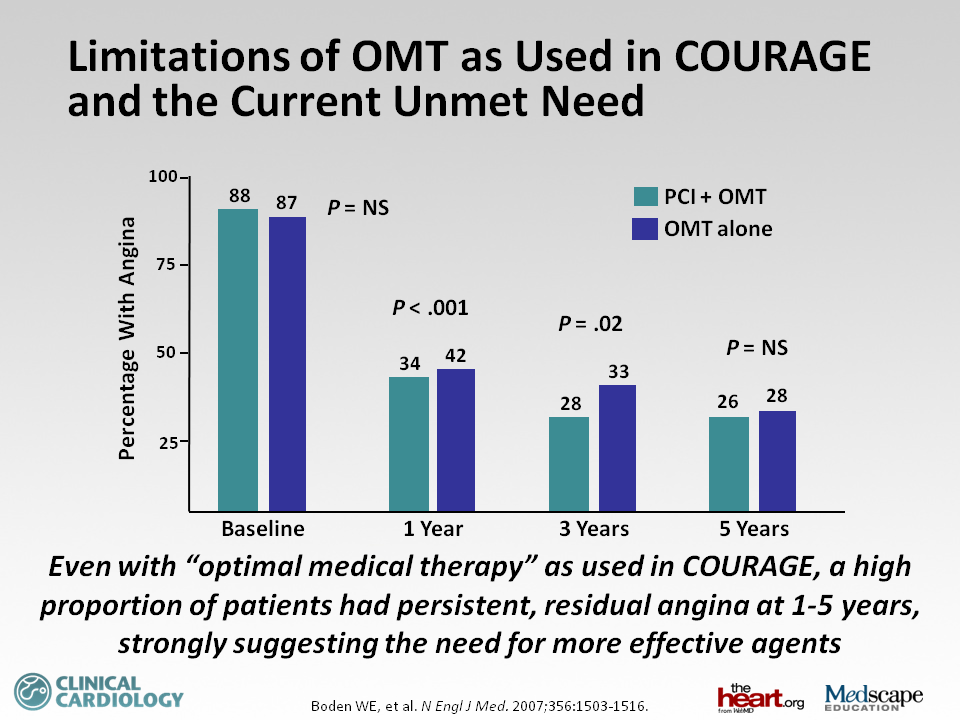 Limitations of OMT as Used in COURAGE
and the Current Unmet Need
100
75
50
25
Percentage With Angina
88
87
P = NS
P < .001
34
42
P = .02
28
33
P = NS
26
28
PCI + OMT
OMT alone
Baseline
1 Year
3 Years
5 Years
Even with “optimal medical therapy” as used in COURAGE, a high
proportion of patients had persistent, residual angina at 1-5 years,
strongly suggesting the need for more effective agents
CLINICAL
CARDIOLOGY
Boden WE, et al. N Engl J Med. 2007;356:1503-1516.
the
heart.org
from WebMD
Medscape
EDUCATION